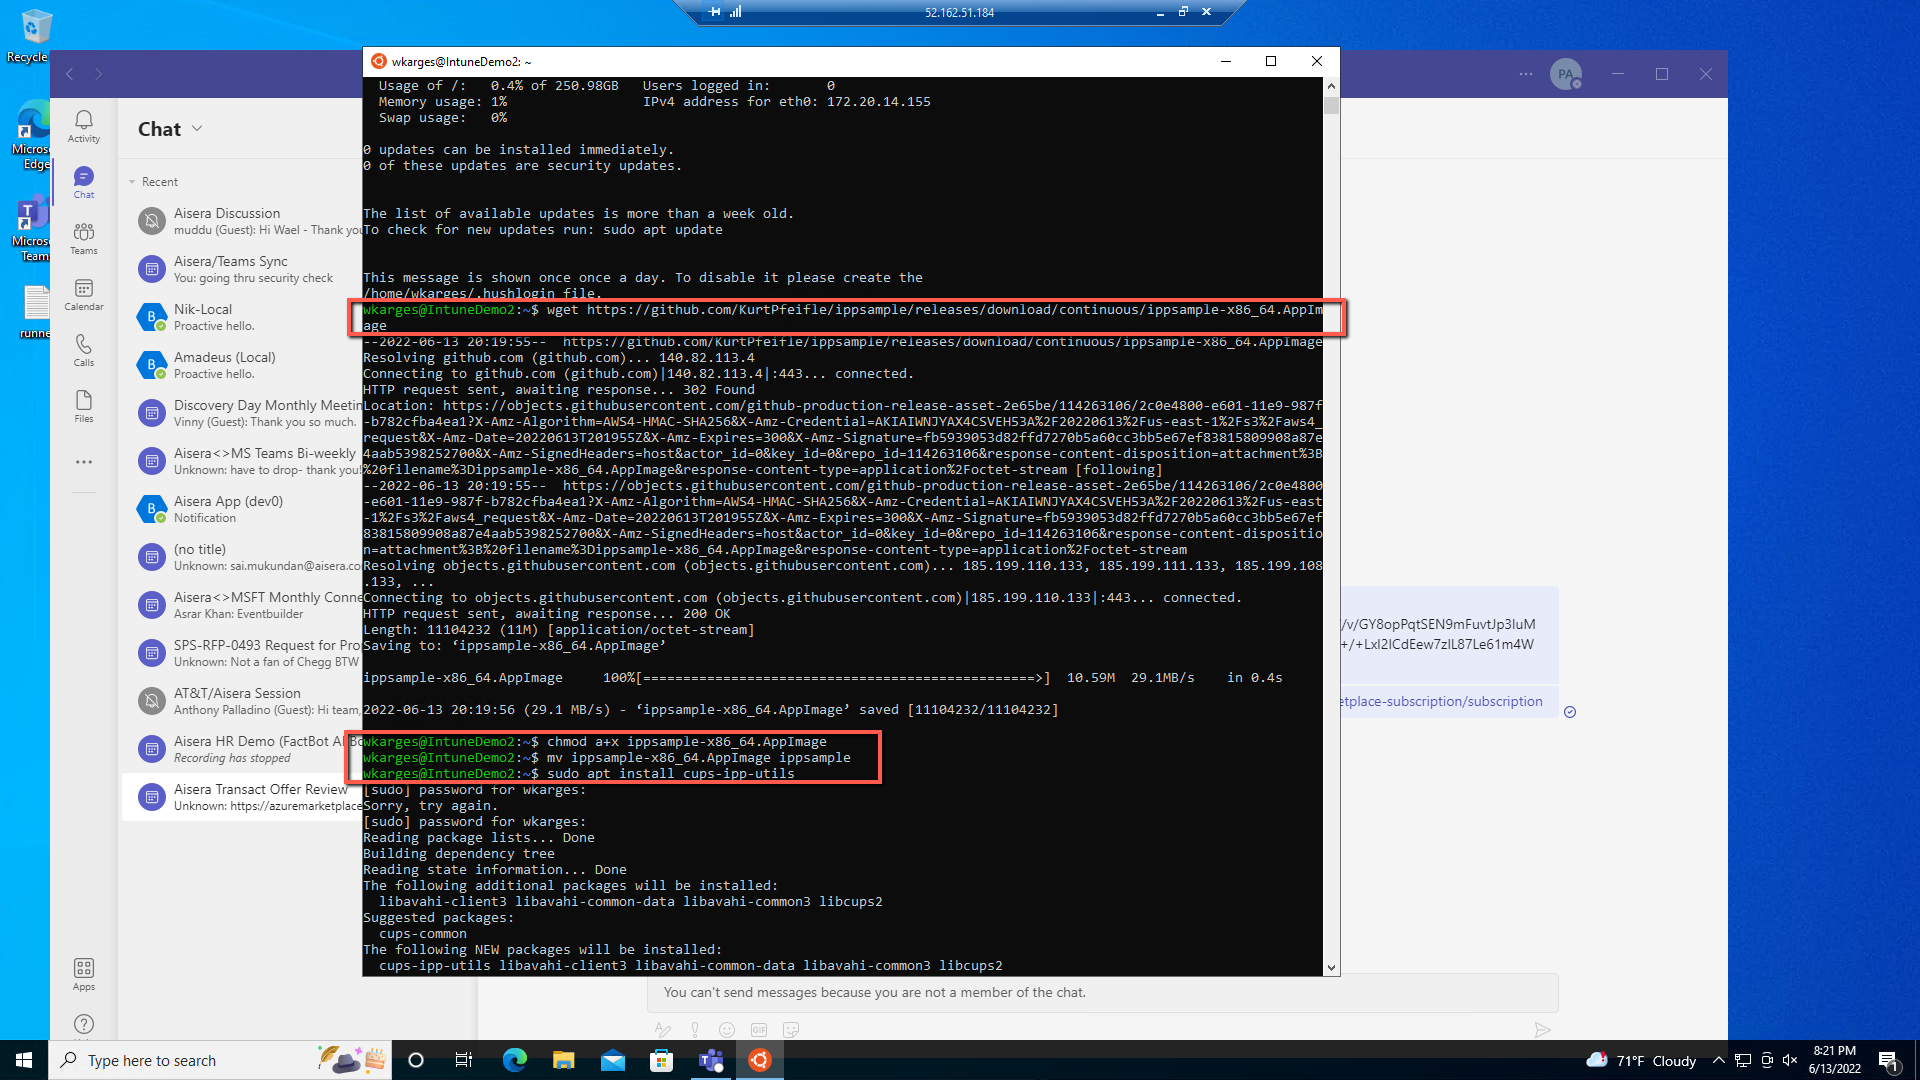 52.162.51.184
Recycle
Microso
Edge
Microso
Team
runne
PA
Activity
Chat
Teams
Calendar
Calls
Files
Apps
Chat
Recent
Aisera Discussion
muddu (Guest): Hi Wael - Thank you
Aisera/Teams Sync
You: going thru security check
Nik-Local
Proactive hello.
Amadeus (Local)
Proactive hello.
Discovery Day Monthly Meetin
Vinny (Guest): Thank you so much.
Aisera<>MS Teams Bi-weekly
Unknown: have to drop- thank you!
Aisera App (dev0)
Notification
(no title)
Unknown: sai.mukundan@aisera.co
Aisera<>MSFT Monthly Conne
Asrar Khan: Eventbuilder
SPS-RFP-0493 Request for Prop
Unknown: Not a fan of Chegg BTW
AT&T/Aisera Session
Anthony Palladino (Guest): Hi team,
Aisera HR Demo (FactBot AI Bo
Recording has stopped
Aisera Transact Offer Review
Unknown: https://azuremarketplace
wkarges@IntuneDemo2: ~
Usage of /:   0.4% of 250.98GB   Users logged in:       0
Memory usage: 1%                 IPv4 address for eth0: 172.20.14.155
Swap usage:   0%
0 updates can be installed immediately.
0 of these updates are security updates.
The list of available updates is more than a week old.
To check for new updates run: sudo apt update
This message is shown once once a day. To disable it please create the
/home/wkarges/.hushlogin file.
wkarges@IntuneDemo2:~$ wget https://github.com/KurtPfeifle/ippsample/releases/download/continuous/ippsample-x86_64.AppIm
age
--2022-06-13 20:19:55--  https://github.com/KurtPfeifle/ippsample/releases/download/continuous/ippsample-x86_64.AppImage
Resolving github.com (github.com)... 140.82.113.4
Connecting to github.com (github.com)|140.82.113.4|:443... connected.
HTTP request sent, awaiting response... 302 Found
Location: https://objects.githubusercontent.com/github-production-release-asset-2e65be/114263106/2c0e4800-e601-11e9-987f
-b782cfba4ea1?X-Amz-Algorithm=AWS4-HMAC-SHA256&X-Amz-Credential=AKIAIWNJYAX4CSVEH53A%2F20220613%2Fus-east-1%2Fs3%2Faws4_
request&X-Amz-Date=20220613T201955Z&X-Amz-Expires=300&X-Amz-Signature=fb5939053d82ffd7270b5a60cc3bb5e67ef83815809908a87e
4aab5398252700&X-Amz-SignedHeaders=host&actor_id=0&key_id=0&repo_id=114263106&response-content-disposition=attachment%3B
%20filename%3Dippsample-x86_64.AppImage&response-content-type=application%2Foctet-stream [following]
--2022-06-13 20:19:55--  https://objects.githubusercontent.com/github-production-release-asset-2e65be/114263106/2c0e4800
-e601-11e9-987f-b782cfba4ea1?X-Amz-Algorithm=AWS4-HMAC-SHA256&X-Amz-Credential=AKIAIWNJYAX4CSVEH53A%2F20220613%2Fus-east
-1%2Fs3%2Faws4_request&X-Amz-Date=20220613T201955Z&X-Amz-Expires=300&X-Amz-Signature=fb5939053d82ffd7270b5a60cc3bb5e67ef
83815809908a87e4aab5398252700&X-Amz-SignedHeaders=host&actor_id=0&key_id=0&repo_id=114263106&response-content-dispositio
n=attachment%3B%20filename%3Dippsample-x86_64.AppImage&response-content-type=application%2Foctet-stream
Resolving objects.githubusercontent.com (objects.githubusercontent.com)... 185.199.110.133, 185.199.111.133, 185.199.108
.133, ...
Connecting to objects.githubusercontent.com (objects.githubusercontent.com)|185.199.110.133|:443... connected.
HTTP request sent, awaiting response... 200 OK
Length: 11104232 (11M) [application/octet-stream]
Saving to: ‘ippsample-x86_64.AppImage’
ippsample-x86_64.AppImage     100%[=================================================>]  10.59M  29.1MB/s    in 0.4s
2022-06-13 20:19:56 (29.1 MB/s) - ‘ippsample-x86_64.AppImage’ saved [11104232/11104232]
wkarges@IntuneDemo2:~$ chmod a+x ippsample-x86_64.AppImage
wkarges@IntuneDemo2:~$ mv ippsample-x86_64.AppImage ippsample
wkarges@IntuneDemo2:~$ sudo apt install cups-ipp-utils
[sudo] password for wkarges:
Sorry, try again.
[sudo] password for wkarges:
Reading package lists... Done
Building dependency tree
Reading state information... Done
The following additional packages will be installed:
libavahi-client3 libavahi-common-data libavahi-common3 libcups2
Suggested packages:
cups-common
The following NEW packages will be installed:
cups-ipp-utils libavahi-client3 libavahi-common-data libavahi-common3 libcups2
/v/GY8opPqtSEN9mFuvtJp3IuM
+/+LxI2ICdEew7zIL87Le61m4W
etplace-subscription/subscription
You can't send messages because you are not a member of the chat.
GIF
Type here to search
71°F Cloudy
8:21 PM
6/13/2022
1